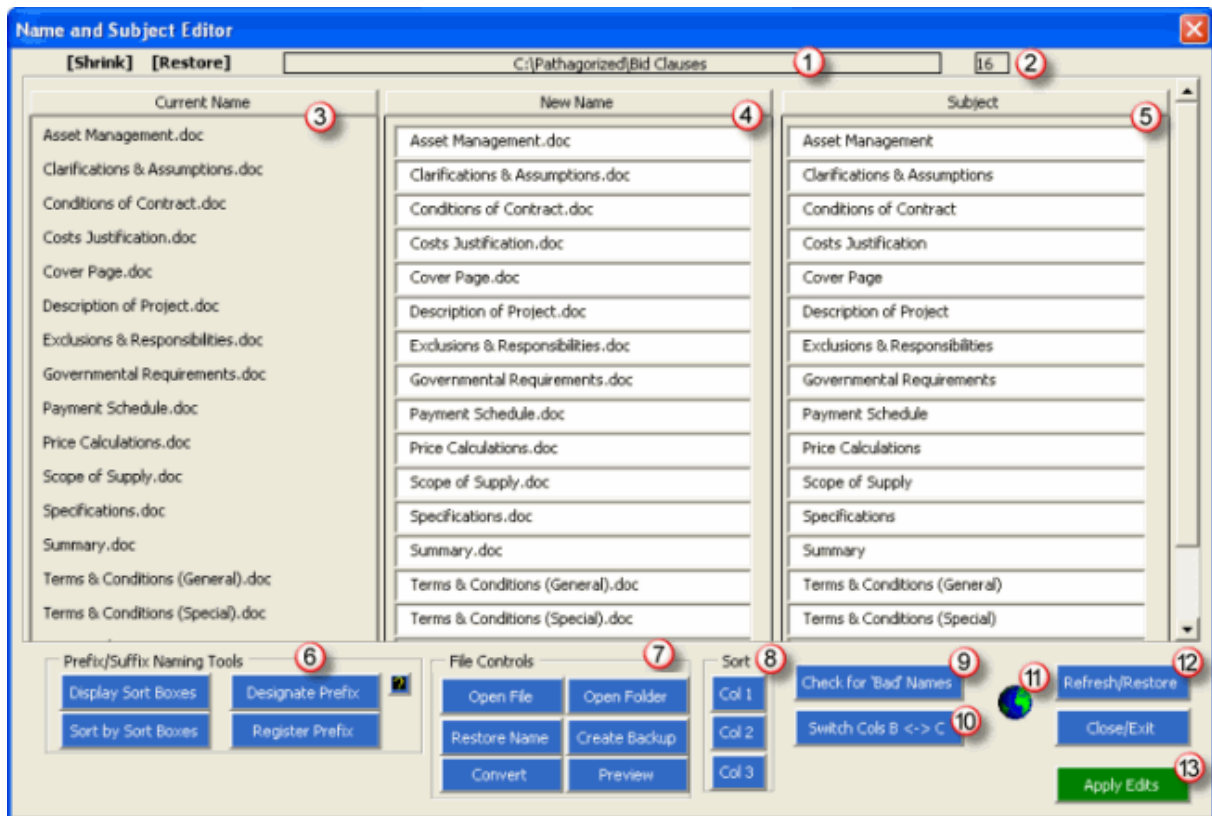 Name and Subject Editor
[Shrink] [Restore] C:\Pathagorized\Bid Clauses 1 16 2
Current Name 3 New Name 4 Subject 5
Asset Management.doc Asset Management.doc Asset Management
Clarifications & Assumptions.doc Clarifications & Assumptions.doc Clarifications & Assumptions
Conditions of Contract.doc Conditions of Contract.doc Conditions of Contract
Costs Justification.doc Costs Justification.doc Costs Justification
Cover Page.doc Cover Page.doc Cover Page
Description of Project.doc Description of Project.doc Description of Project
Exclusions & Responsibilities.doc Exclusions & Responsibilities.doc Exclusions & Responsibilities
Governmental Requirements.doc Governmental Requirements.doc Governmental Requirements
Payment Schedule.doc Payment Schedule.doc Payment Schedule
Price Calculations.doc Price Calculations.doc Price Calculations
Scope of Supply.doc Scope of Supply.doc Scope of Supply
Specifications.doc Specifications.doc Specifications
Summary.doc Summary.doc Summary
Terms & Conditions (General).doc Terms & Conditions (General).doc Terms & Conditions (General)
Terms & Conditions (Special).doc Terms & Conditions (Special).doc Terms & Conditions (Special)
Prefix/Suffix Naming Tools 6 File Controls 7 Sort 8 9 12
Display Sort Boxes Designate Prefix ? Open File Open Folder Col 1 Check for 'Bad' Names 11 Refresh/Restore
Sort by Sort Boxes Register Prefix Restore Name Create Backup Col 2 Switch Cols B <-> C 10 Close/Exit
Convert Preview Col 3 Apply Edits 13